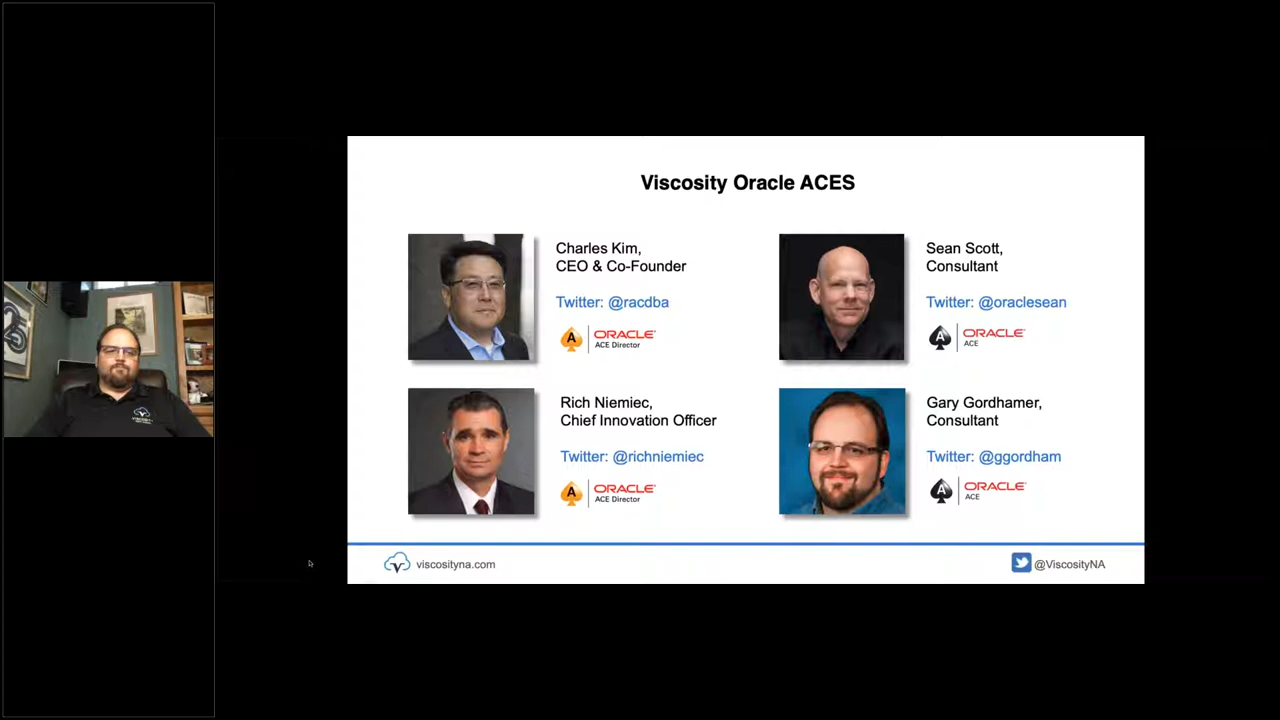 Viscosity Oracle ACES
Charles Kim,
CEO & Co-Founder
Twitter: @racdba
A
ORACLE
ACE Director
Sean Scott,
Consultant
Twitter: @oraclesean
A
ORACLE
ACE
Rich Niemiec,
Chief Innovation Officer
Twitter: @richniemiec
A
ORACLE
ACE Director
Gary Gordhamer,
Consultant
Twitter: @ggordham
A
ORACLE
ACE
viscosityna.com
@ViscosityNA